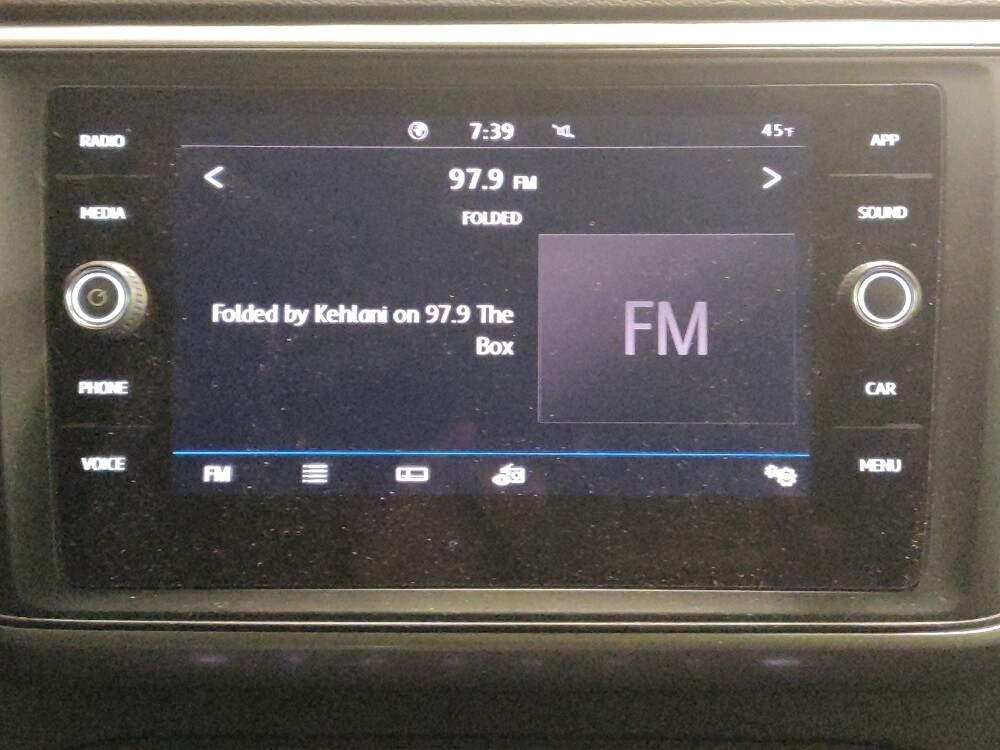 RADIO
7:39
45°F
APP
97.9 FM
MEDIA
FOLDED
SOUND
Folded by Kehlani on 97.9 The
Box
FM
PHONE
CAR
VOICE
FM
MENU